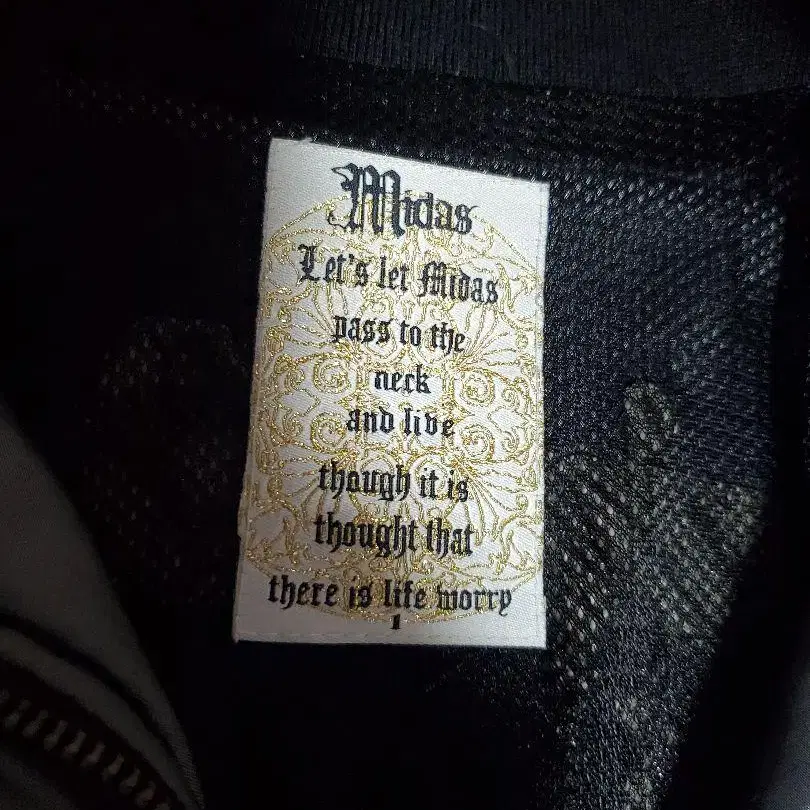 Midas
Let's let Midas
pass to the
neck
and live
though it is
thought that
there is life worry
1